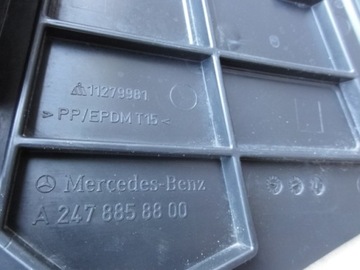 11279981
> PP/EPDM T15 <
Mercedes-Benz
A 247 885 88 00